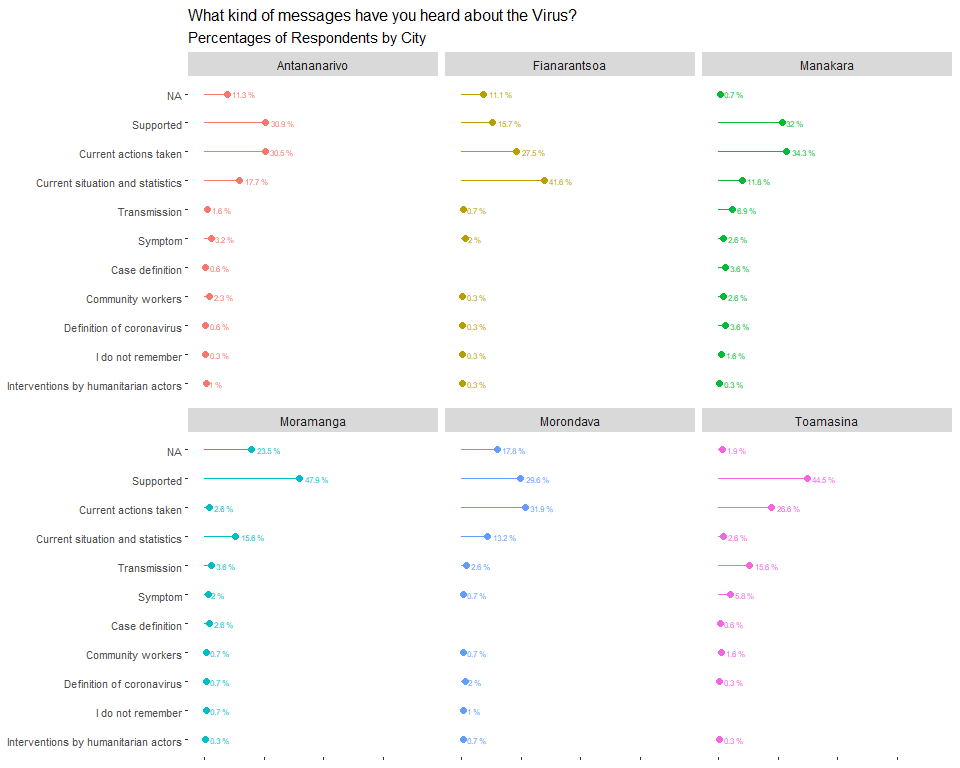 What kind of messages have you heard about the Virus?
Percentages of Respondents by City
Antananarivo Fianarantsoa Manakara
NA 11.3 % 11.1 % 0.7 %
Supported 30.9 % 15.7 % 32 %
Current actions taken 30.5 % 27.5 % 34.3 %
Current situation and statistics 17.7 % 41.6 % 11.8 %
Transmission 1.6 % 0.7 % 6.9 %
Symptom 3.2 % 2 % 2.6 %
Case definition 0.6 % 3.6 %
Community workers 2.3 % 0.3 % 2.6 %
Definition of coronavirus 0.6 % 0.3 % 3.6 %
I do not remember 0.3 % 0.3 % 1.6 %
Interventions by humanitarian actors 1 % 0.3 % 0.3 %
Moramanga Morondava Toamasina
NA 23.5 % 17.8 % 1.9 %
Supported 47.9 % 29.6 % 44.5 %
Current actions taken 2.6 % 31.9 % 26.6 %
Current situation and statistics 15.6 % 13.2 % 2.6 %
Transmission 3.6 % 2.6 % 15.6 %
Symptom 2 % 0.7 % 5.8 %
Case definition 2.6 % 0.6 %
Community workers 0.7 % 0.7 % 1.6 %
Definition of coronavirus 0.7 % 2 % 0.3 %
I do not remember 0.7 % 1 %
Interventions by humanitarian actors 0.3 % 0.7 % 0.3 %